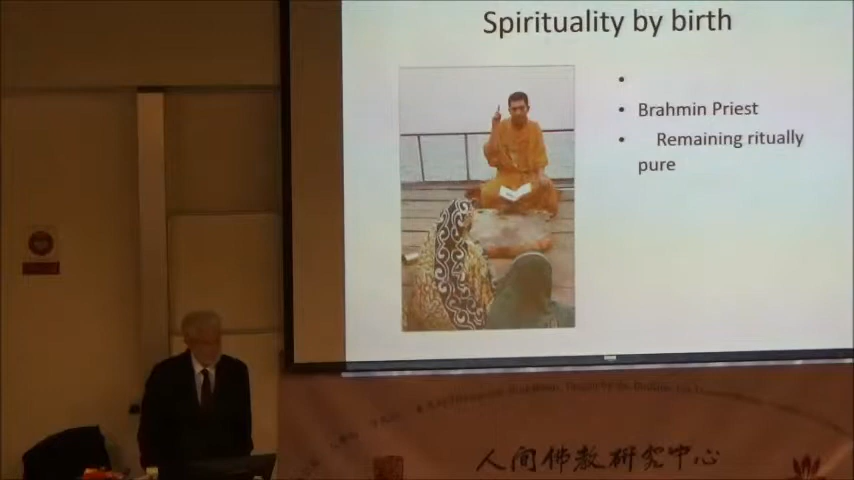 Spirituality by birth
• Brahmin Priest
• Remaining ritually
pure
人间佛教研究中心